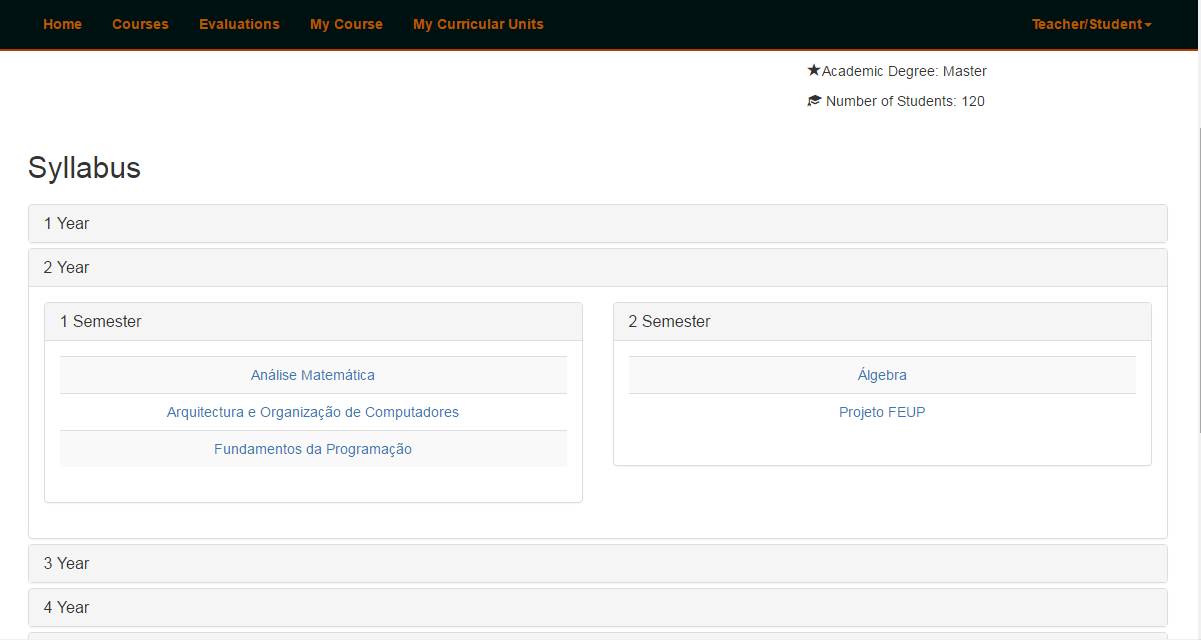 Home Courses Evaluations My Course My Curricular Units Teacher/Student
Academic Degree: Master
Number of Students: 120
Syllabus
1 Year
2 Year
1 Semester
Análise Matemática
Arquitectura e Organização de Computadores
Fundamentos da Programação
2 Semester
Álgebra
Projeto FEUP
3 Year
4 Year